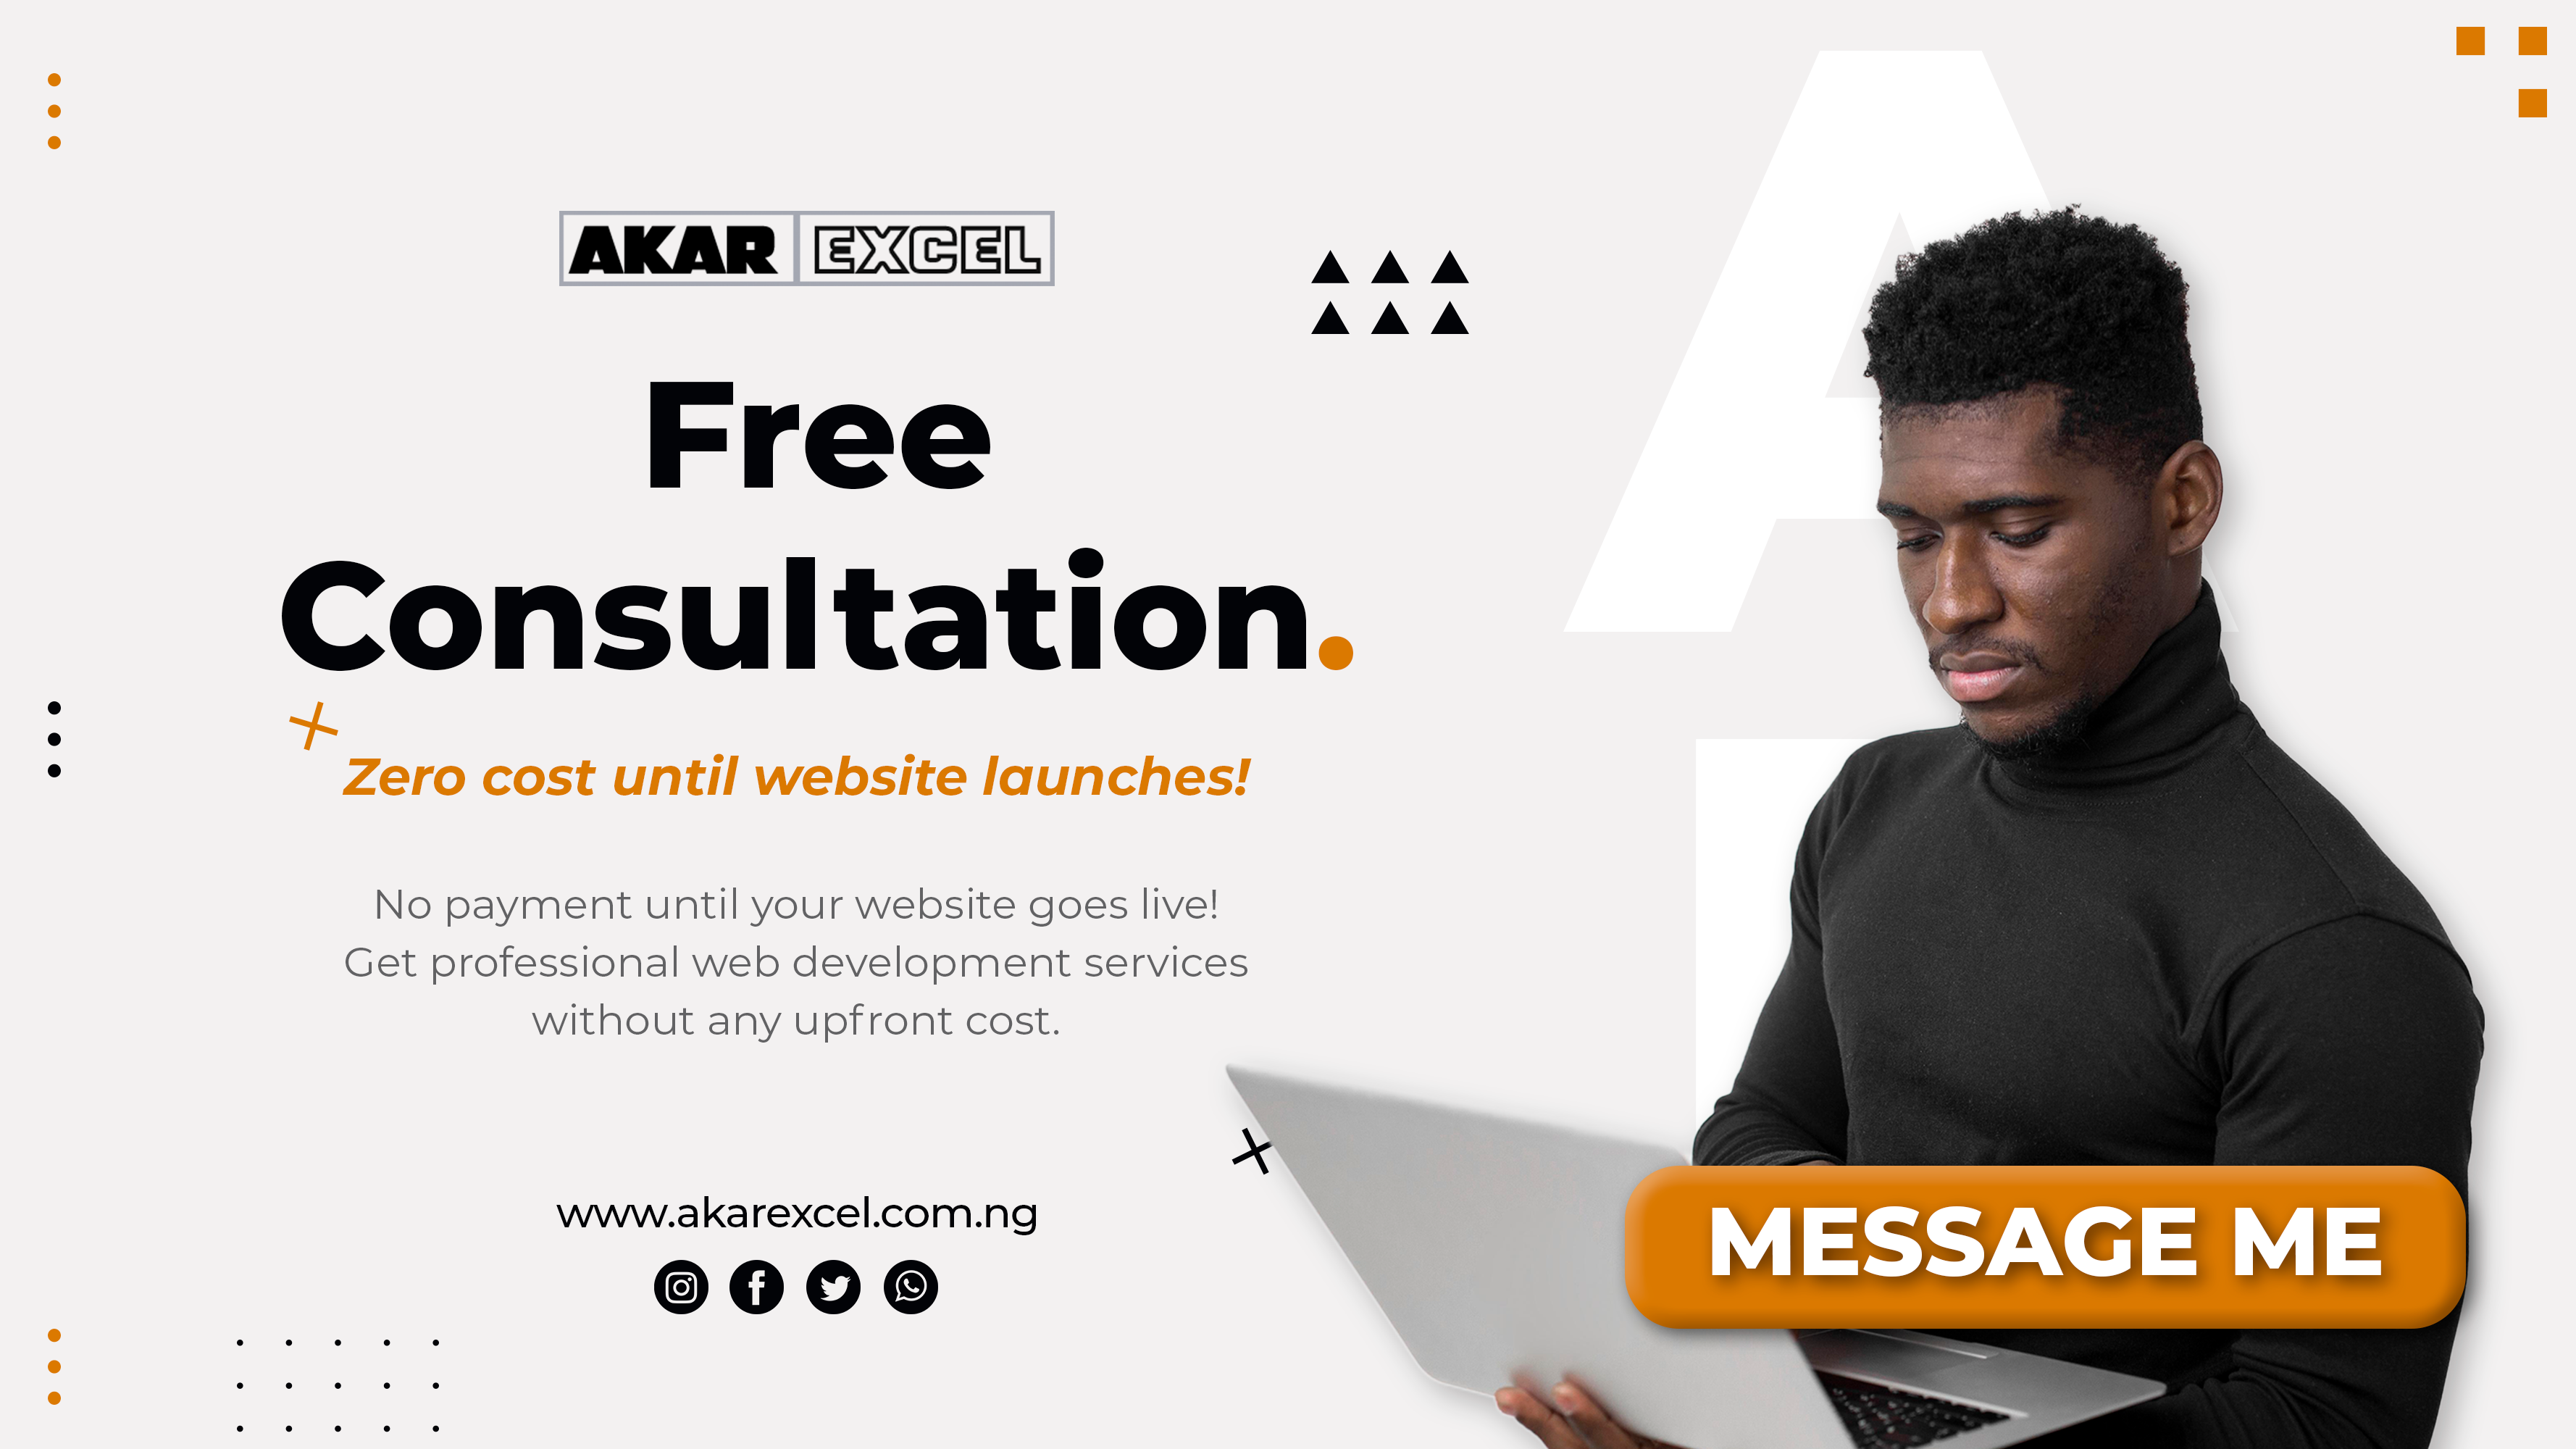 AKAR EXCEL
Free
Consultation.
Zero cost until website launches!
No payment until your website goes live!
Get professional web development services
without any upfront cost.
www.akarexcel.com.ng
A
MESSAGE ME